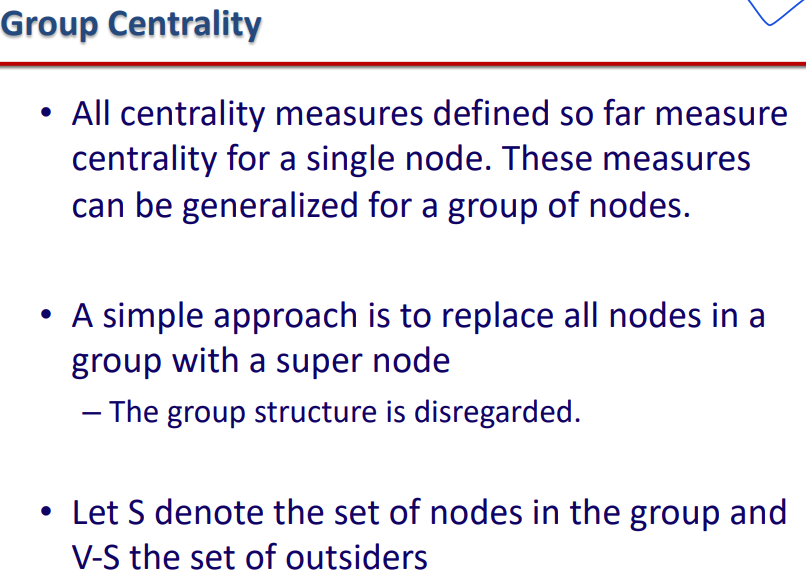 Group Centrality
• All centrality measures defined so far measure
centrality for a single node. These measures
can be generalized for a group of nodes.
• A simple approach is to replace all nodes in a
group with a super node
– The group structure is disregarded.
• Let S denote the set of nodes in the group and
V-S the set of outsiders